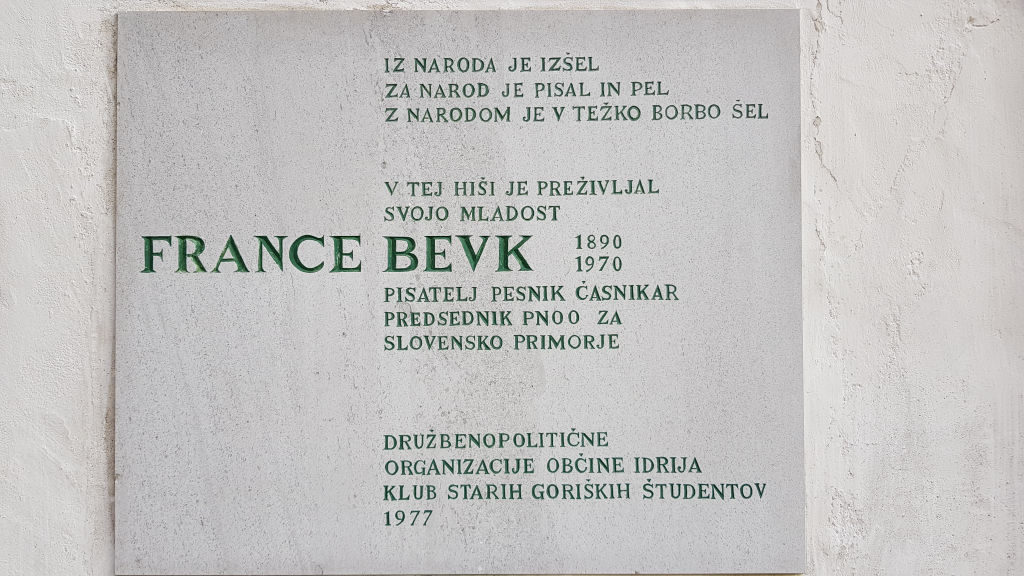 IZ NARODA JE IZŠEL
ZA NAROD JE PISAL IN PEL
Z NARODOM JE V TEŽKO BORBO ŠEL
V TEJ HIŠI JE PREŽIVLJAL
SVOJO MLADOST
FRANCE BEVK 1890
1970
PISATELJ PESNIK ČASNIKAR
PREDSEDNIK PNOO ZA
SLOVENSKO PRIMORJE
DRUŽBENOPOLITIČNE
ORGANIZACIJE OBČINE IDRIJA
KLUB STARIH GORIŠKIH ŠTUDENTOV
1977